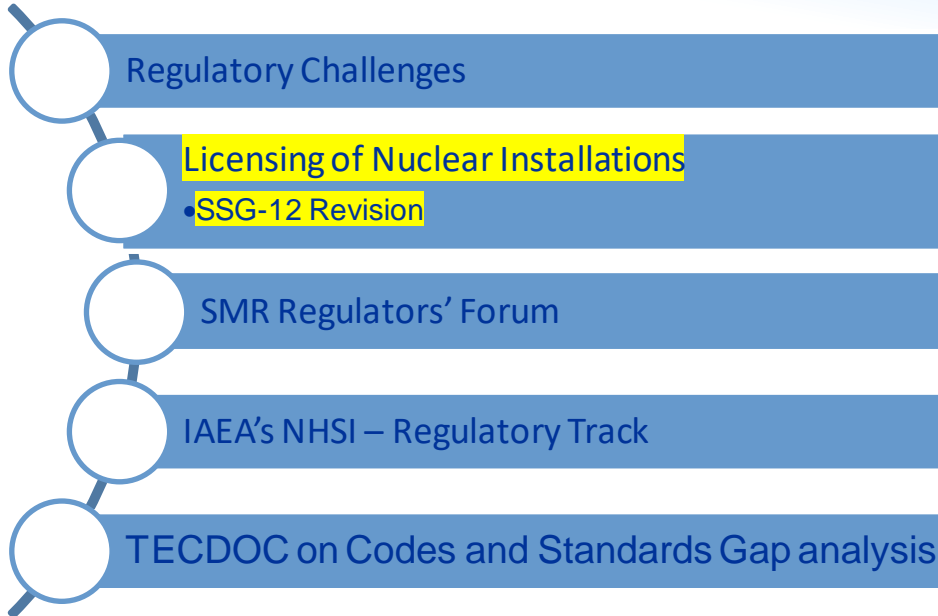 Regulatory Challenges
Licensing of Nuclear Installations
•SSG-12 Revision
SMR Regulators’ Forum
IAEA’s NHSI – Regulatory Track
TECDOC on Codes and Standards Gap analysis